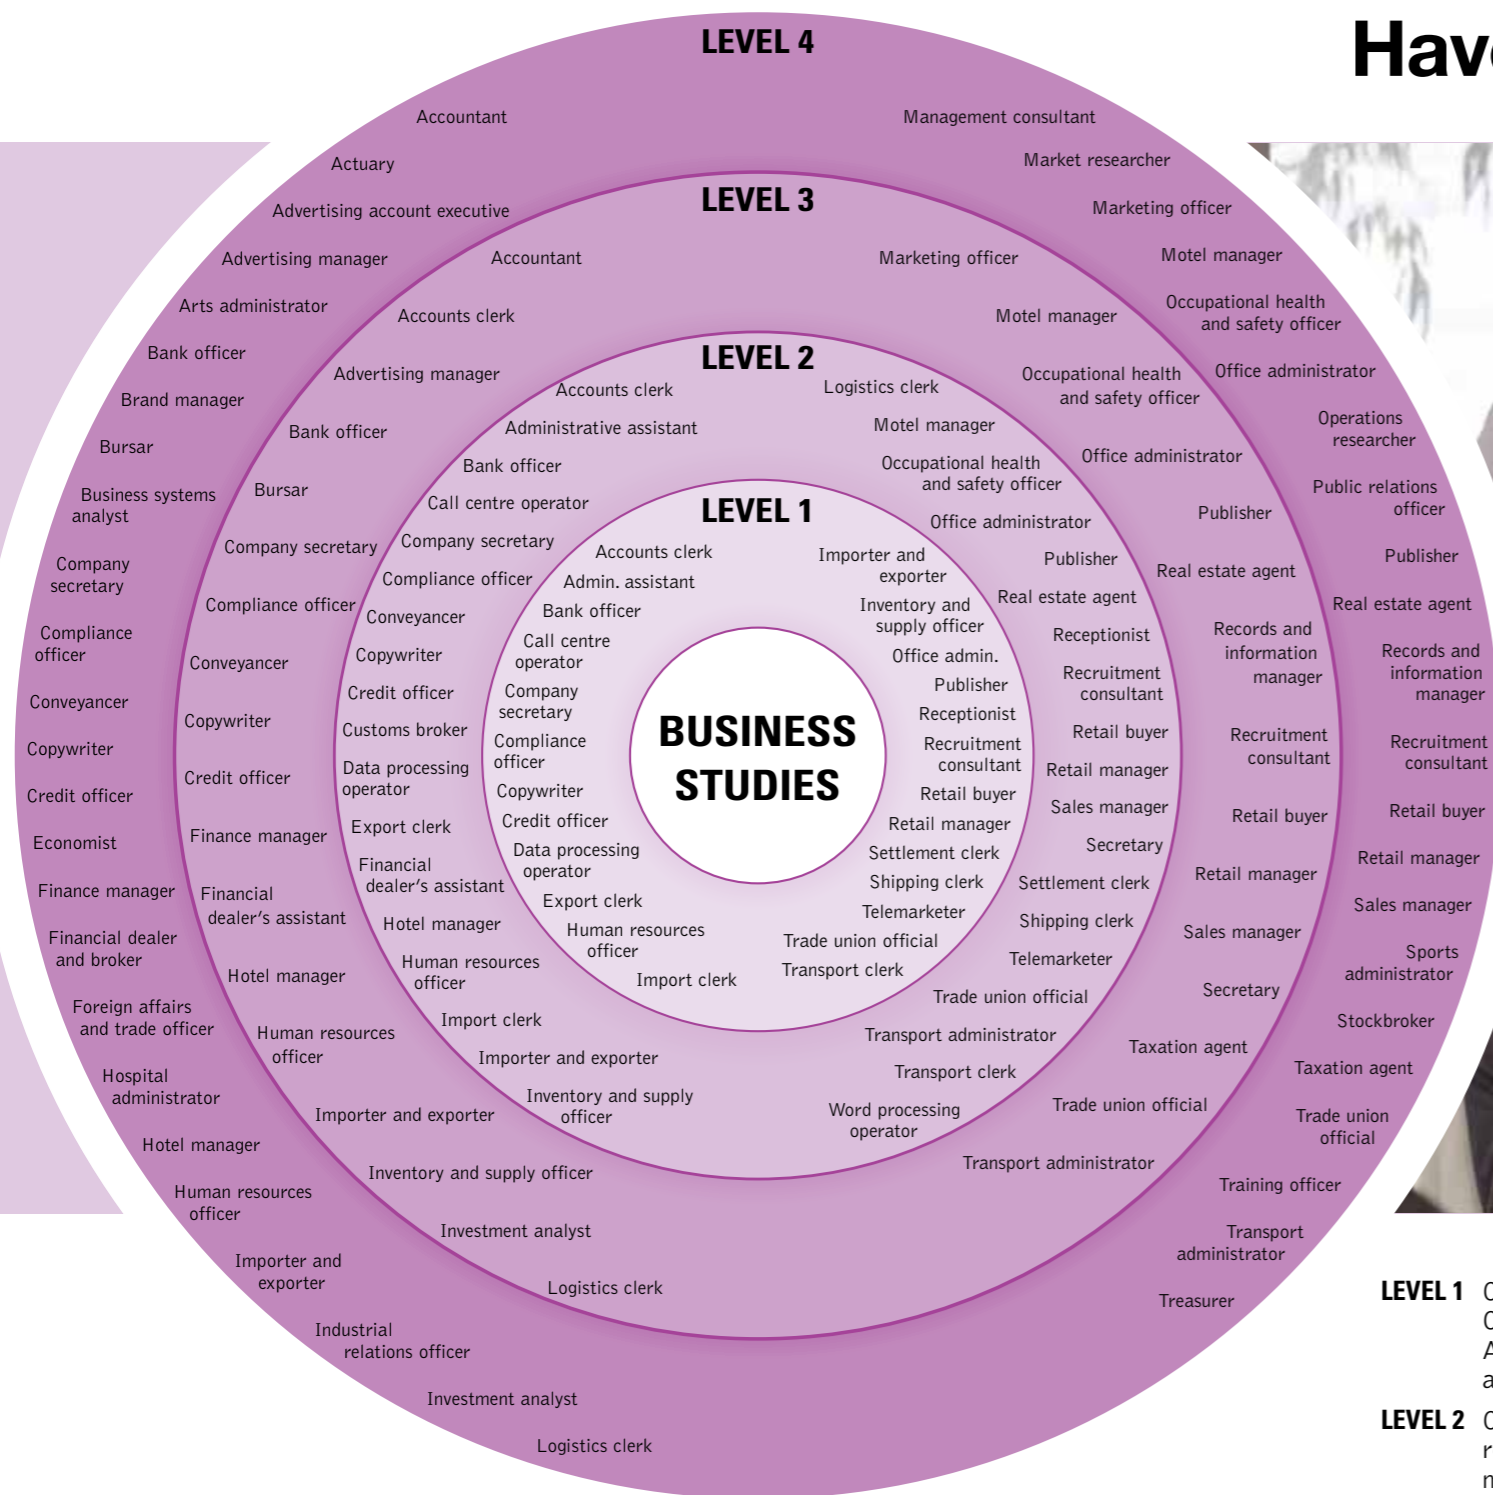 Hav
LEVEL 4
Accountant
Actuary
Advertising account executive
Advertising manager
Arts administrator
Bank officer
Brand manager
Bursar
Business systems
analyst
Company
secretary
Compliance
officer
Conveyancer
Copywriter
Credit officer
Economist
Finance manager
Financial dealer
and broker
Foreign affairs
and trade officer
Hospital
administrator
Hotel manager
Human resources
officer
Importer and
exporter
Industrial
relations officer
Investment analyst
Logistics clerk
Management consultant
Market researcher
Marketing officer
Motel manager
Occupational health
and safety officer
Office administrator
Operations
researcher
Public relations
officer
Publisher
Real estate agent
Records and
information
manager
Recruitment
consultant
Retail buyer
Retail manager
Sales manager
Sports
administrator
Stockbroker
Taxation agent
Trade union
official
Training officer
Transport
administrator
Treasurer
LEVEL 3
Accountant
Accounts clerk
Advertising manager
Bank officer
Bursar
Company secretary
Compliance officer
Conveyancer
Copywriter
Credit officer
Finance manager
Financial
dealer's assistant
Hotel manager
Human resources
officer
Importer and exporter
Inventory and supply officer
Investment analyst
Logistics clerk
Marketing officer
Motel manager
Occupational health
and safety officer
Office administrator
Publisher
Real estate agent
Records and
information
manager
Recruitment
consultant
Retail buyer
Retail manager
Sales manager
Secretary
Taxation agent
Trade union official
Transport administrator
LEVEL 2
Accounts clerk
Administrative assistant
Bank officer
Call centre operator
Company secretary
Compliance officer
Conveyancer
Copywriter
Credit officer
Customs broker
Data processing
operator
Export clerk
Financial
dealer's assistant
Hotel manager
Human resources
officer
Import clerk
Importer and exporter
Inventory and supply
officer
Logistics clerk
Motel manager
Occupational health
and safety officer
Office administrator
Publisher
Real estate agent
Receptionist
Recruitment
consultant
Retail buyer
Retail manager
Sales manager
Secretary
Settlement clerk
Shipping clerk
Telemarketer
Trade union official
Transport administrator
Transport clerk
Word processing
operator
LEVEL 1
Accounts clerk
Admin. assistant
Bank officer
Call centre
operator
Company
secretary
Compliance
officer
Copywriter
Credit officer
Data processing
operator
Export clerk
Human resources
officer
Import clerk
Importer and
exporter
Inventory and
supply officer
Office admin.
Publisher
Receptionist
Recruitment
consultant
Retail buyer
Retail manager
Settlement clerk
Shipping clerk
Telemarketer
Trade union official
Transport clerk
BUSINESS
STUDIES
LEVEL 1
LEVEL 2